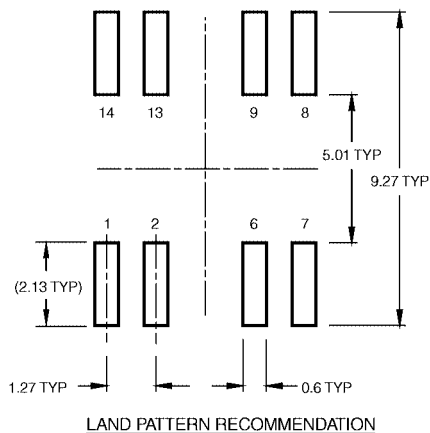 14 13 9 8
5.01 TYP
9.27 TYP
1 2 6 7
(2.13 TYP)
1.27 TYP 0.6 TYP
LAND PATTERN RECOMMENDATION